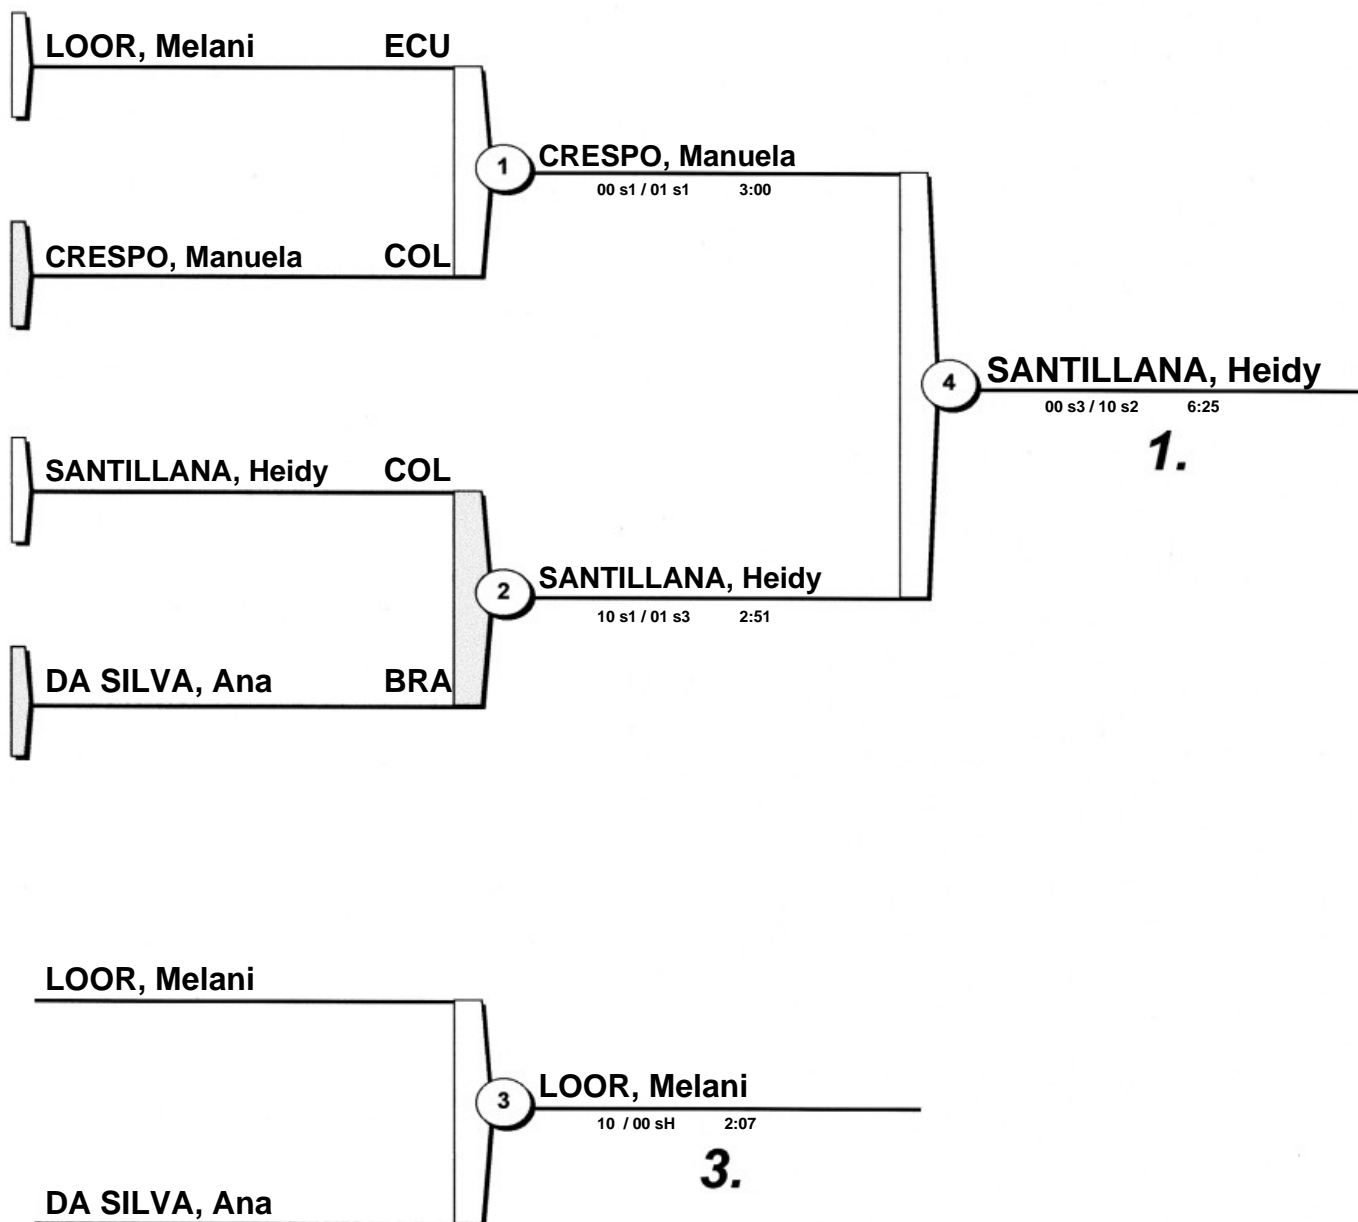 LOOR, Melani ECU
1 CRESPO, Manuela
00 s1 / 01 s1 3:00
CRESPO, Manuela COL
4 SANTILLANA, Heidy
00 s3 / 10 s2 6:25
1.
SANTILLANA, Heidy COL
2 SANTILLANA, Heidy
10 s1 / 01 s3 2:51
DA SILVA, Ana BRA
LOOR, Melani
3 LOOR, Melani
10 / 00 sH 2:07
3.
DA SILVA, Ana